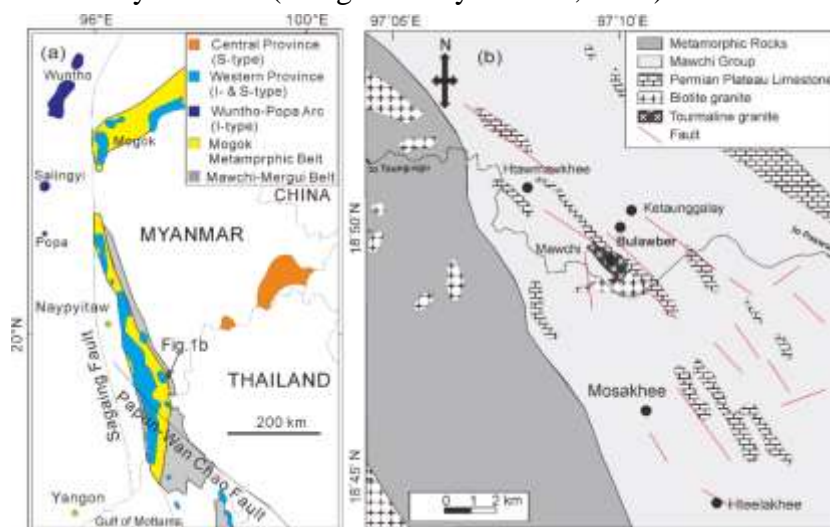 96°E
100°E
(a)
Wuntho
Central Province
(S-type)
Western Province
(I- & S-type)
Wuntho-Popa Arc
(I-type)
Mogok
Metamprphic Belt
Mawchi-Mergui Belt
Mogok
Salingyi
CHINA
MYANMAR
Popa
Naypyitaw
20°N
Fig.1b
Sagaing Fault
THAILAND
200 km
Papun-Wan Chao Fault
Yangon
Gulf of Mottama
97°05'E
97°10'E
N
(b)
Metamorphic Rocks
Mawchi Group
Permian Plateau Limestone
Biotite granite
Tourmaline granite
Fault
Htawmawkhee
Kataunggalay
Bulawber
Mawchi
18°50'N
Mosakhee
18°45'N
Hteelakhee
0 1 2 km